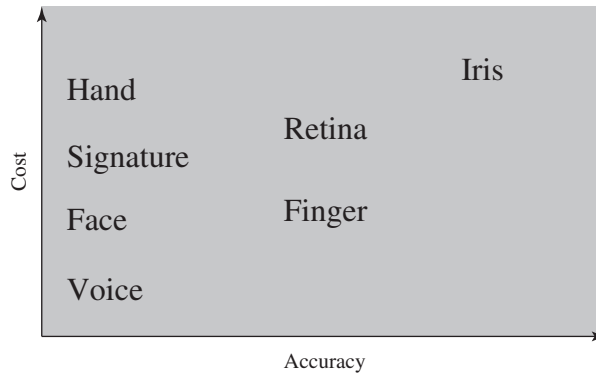 Iris
Hand
Retina
Signature
Cost
Face
Finger
Voice
Accuracy